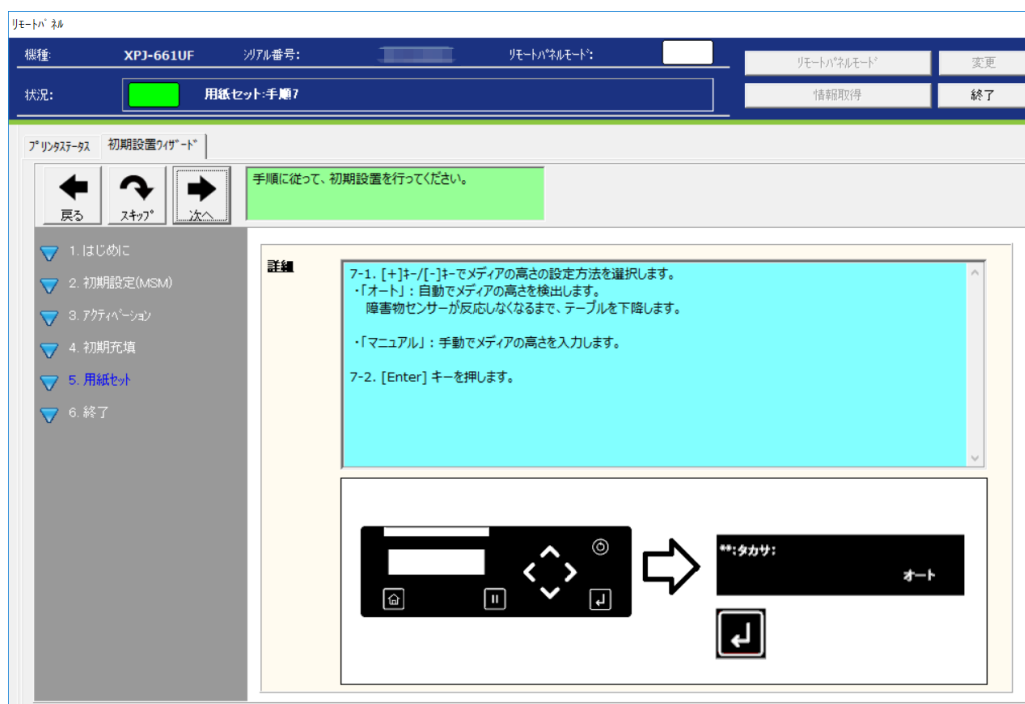 リモートパネル
機種:
XPJ-661UF
シリアル番号:
リモートパネルモード:
リモートパネルモード
変更
状況:
用紙セット:手順7
情報取得
終了
プリンタステータス
初期設置ウィザード
戻る
スキップ
次へ
手順に従って、初期設置を行ってください。
1. はじめに
2. 初期設定(MSM)
3. アクティベーション
4. 初期充填
5. 用紙セット
6. 終了
詳細
7-1. [+]キー/[-]キーでメディアの高さの設定方法を選択します。
・「オート」：自動でメディアの高さを検出します。
障害物センサーが反応しなくなるまで、テーブルを下降します。
・「マニュアル」：手動でメディアの高さを入力します。
7-2. [Enter] キーを押します。
**:タカサ:
オート